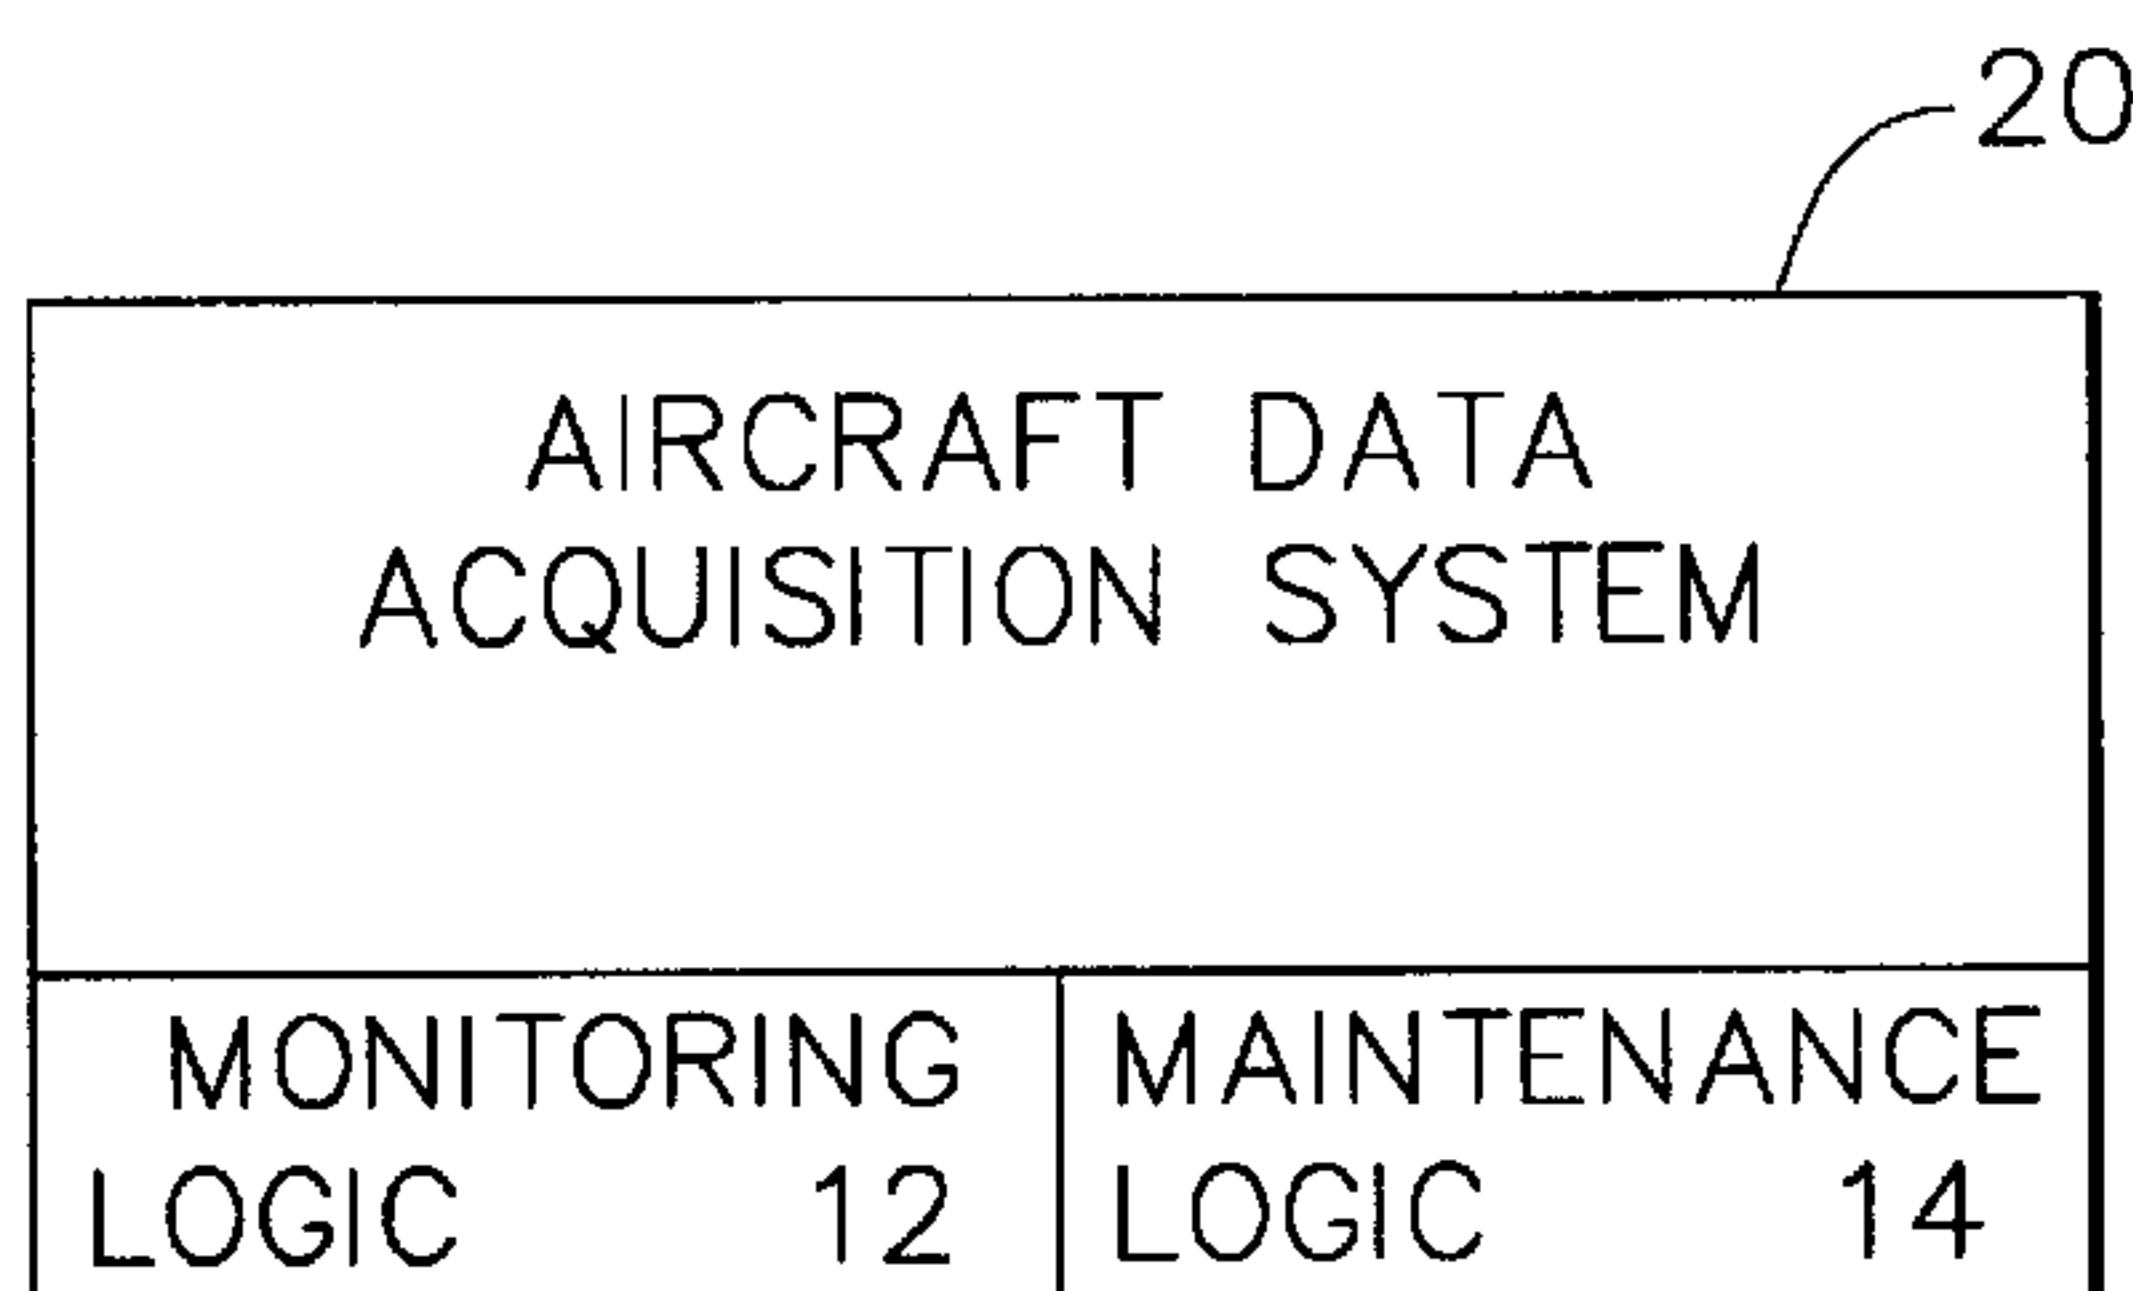 20
AIRCRAFT DATA
ACQUISITION SYSTEM
MONITORING
LOGIC 12
MAINTENANCE
LOGIC 14